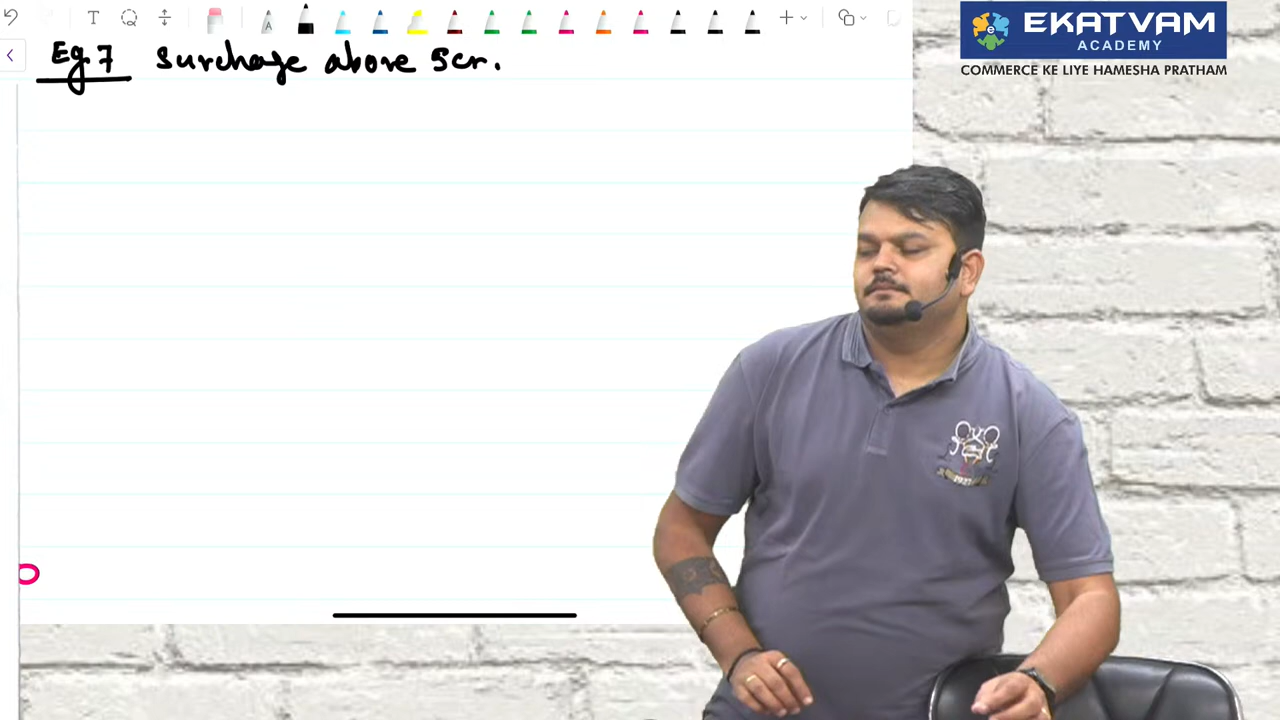 Eg.7 Surcharge above 5cr.
EKATVAM
ACADEMY
COMMERCE KE LIYE HAMESHA PRATHAM
T
A
e